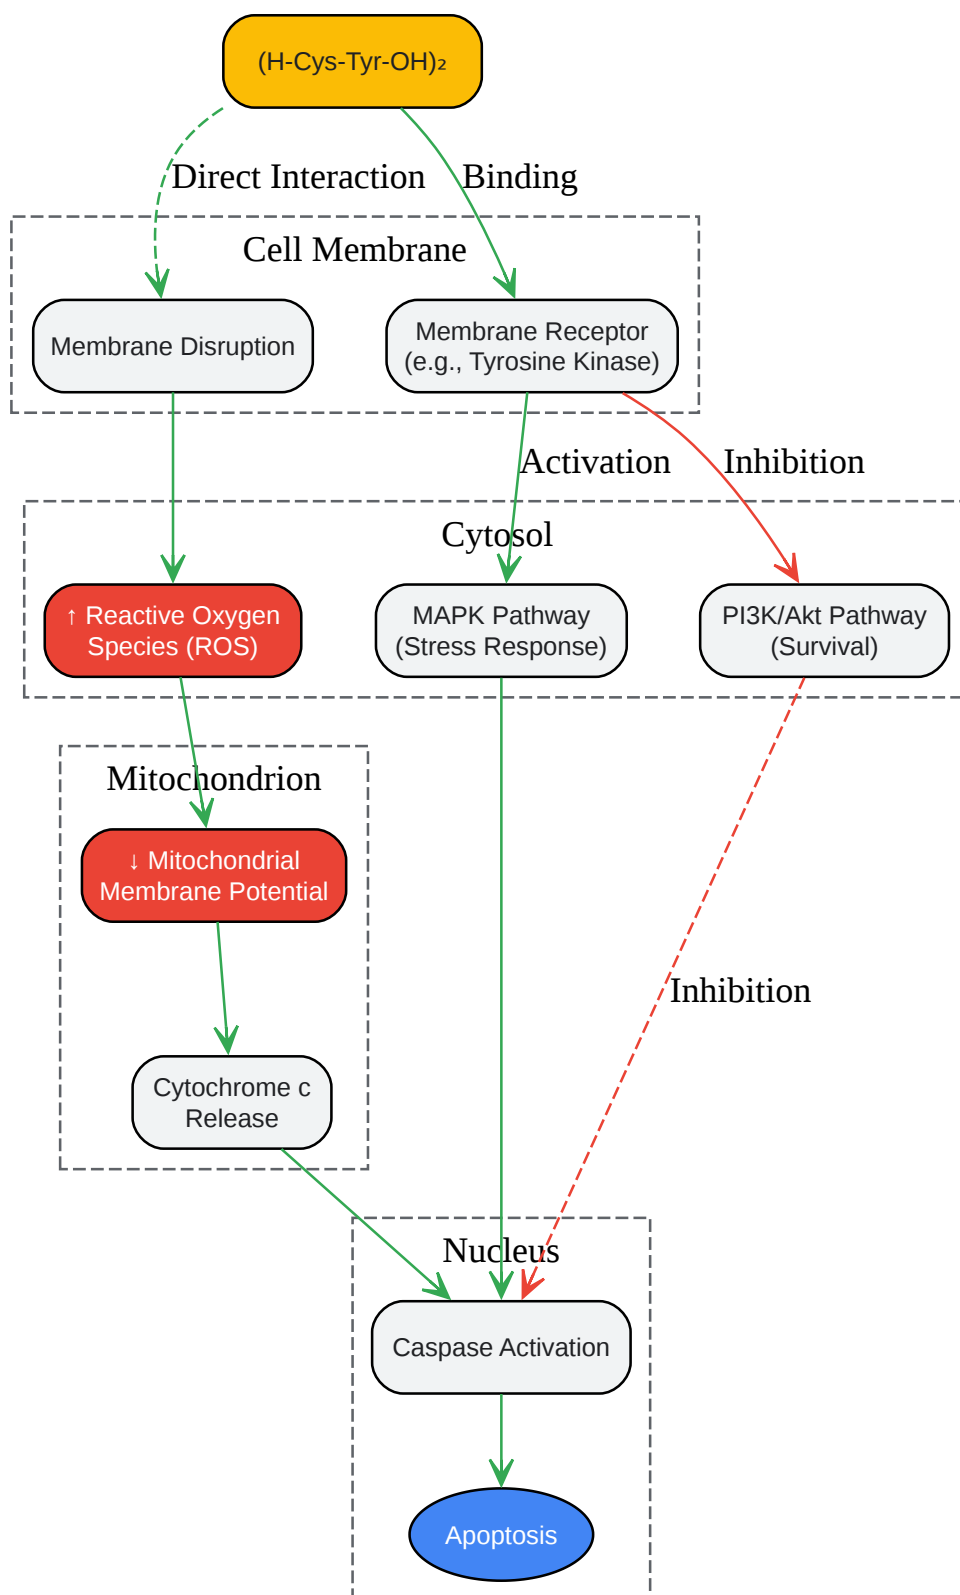 (H-Cys-Tyr-OH)₂
Direct Interaction
Binding
Cell Membrane
Membrane Disruption
Membrane Receptor
(e.g., Tyrosine Kinase)
Activation
Inhibition
Cytosol
↑ Reactive Oxygen
Species (ROS)
MAPK Pathway
(Stress Response)
PI3K/Akt Pathway
(Survival)
Mitochondrion
↓ Mitochondrial
Membrane Potential
Inhibition
Cytochrome c
Release
Nucleus
Caspase Activation
Apoptosis